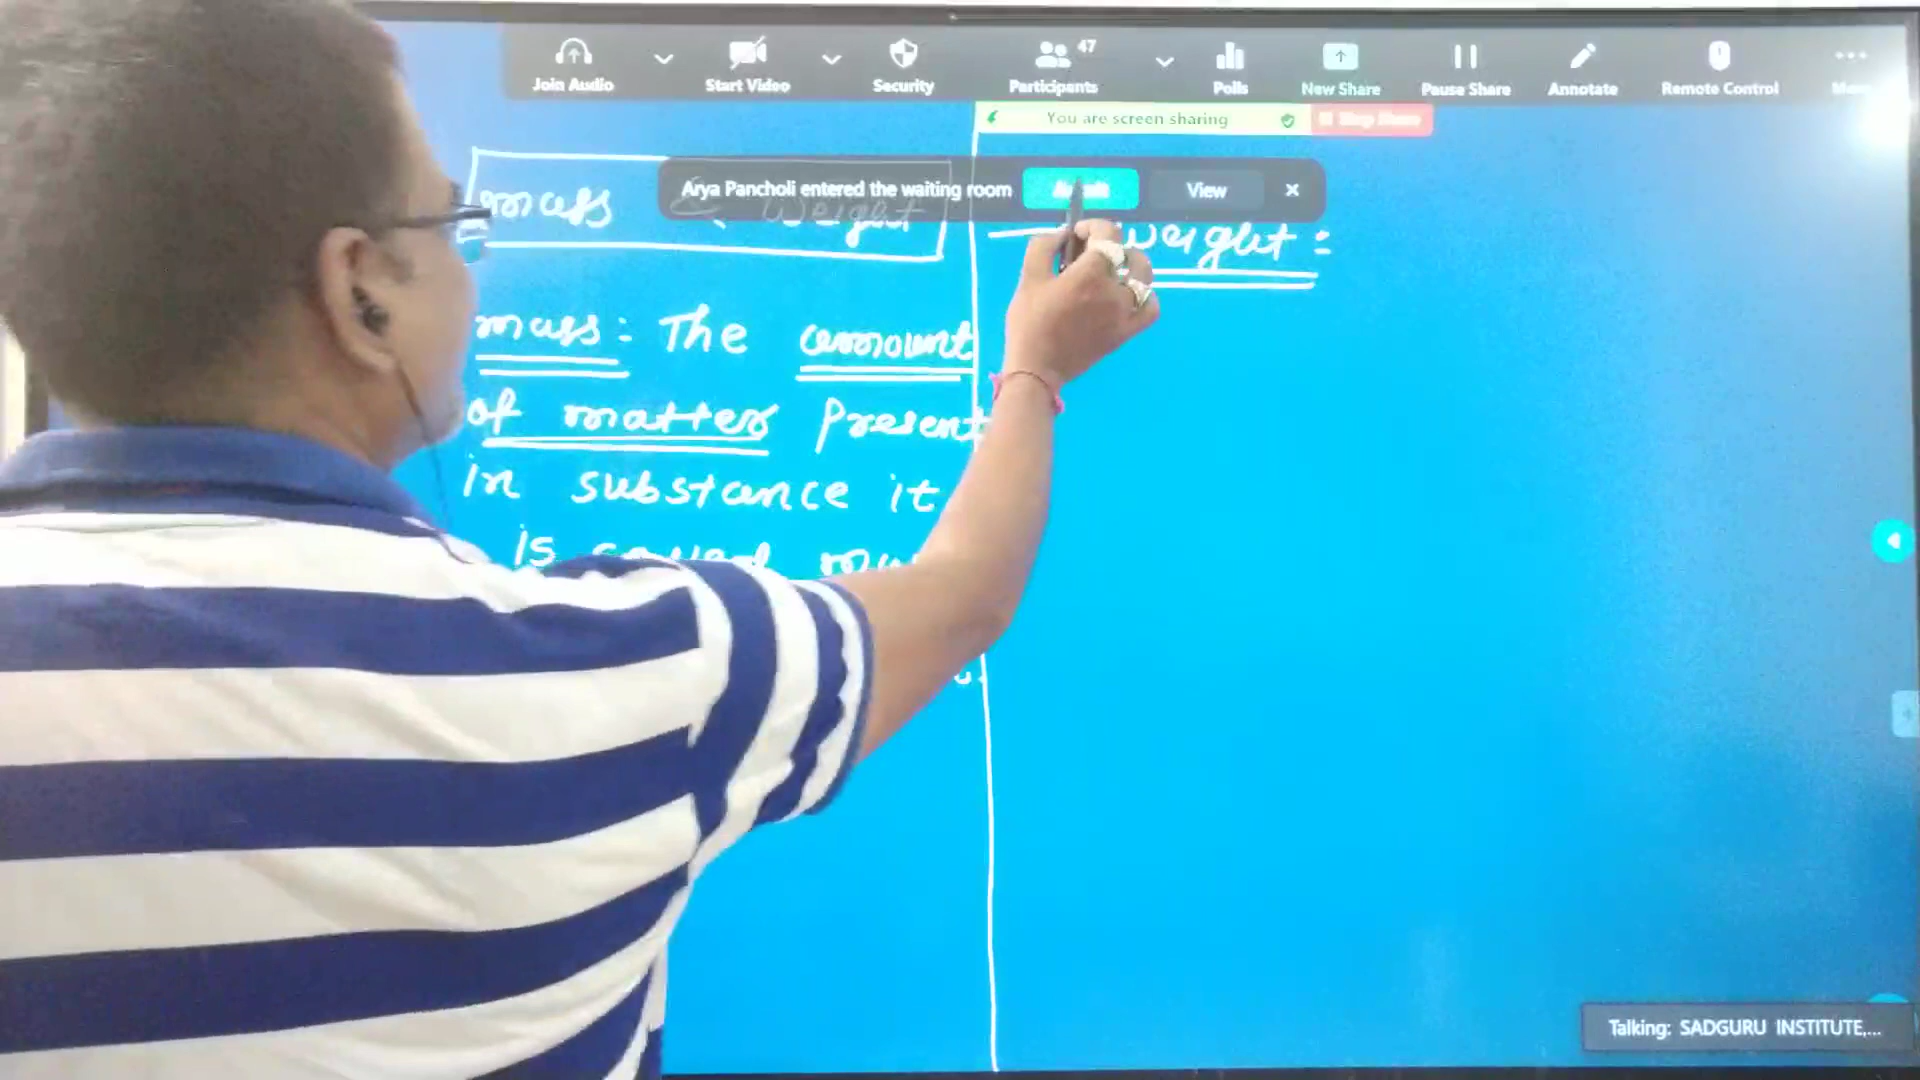 47
Join Audio Start Video Security Participants Polls New Share Pause Share Annotate Remote Control
You are screen sharing Stop Share
Arya Pancholi entered the waiting room View
mass & weight
weight :
mass : The amount
of matter Present
in substance it
is
Talking: SADGURU INSTITUTE,...